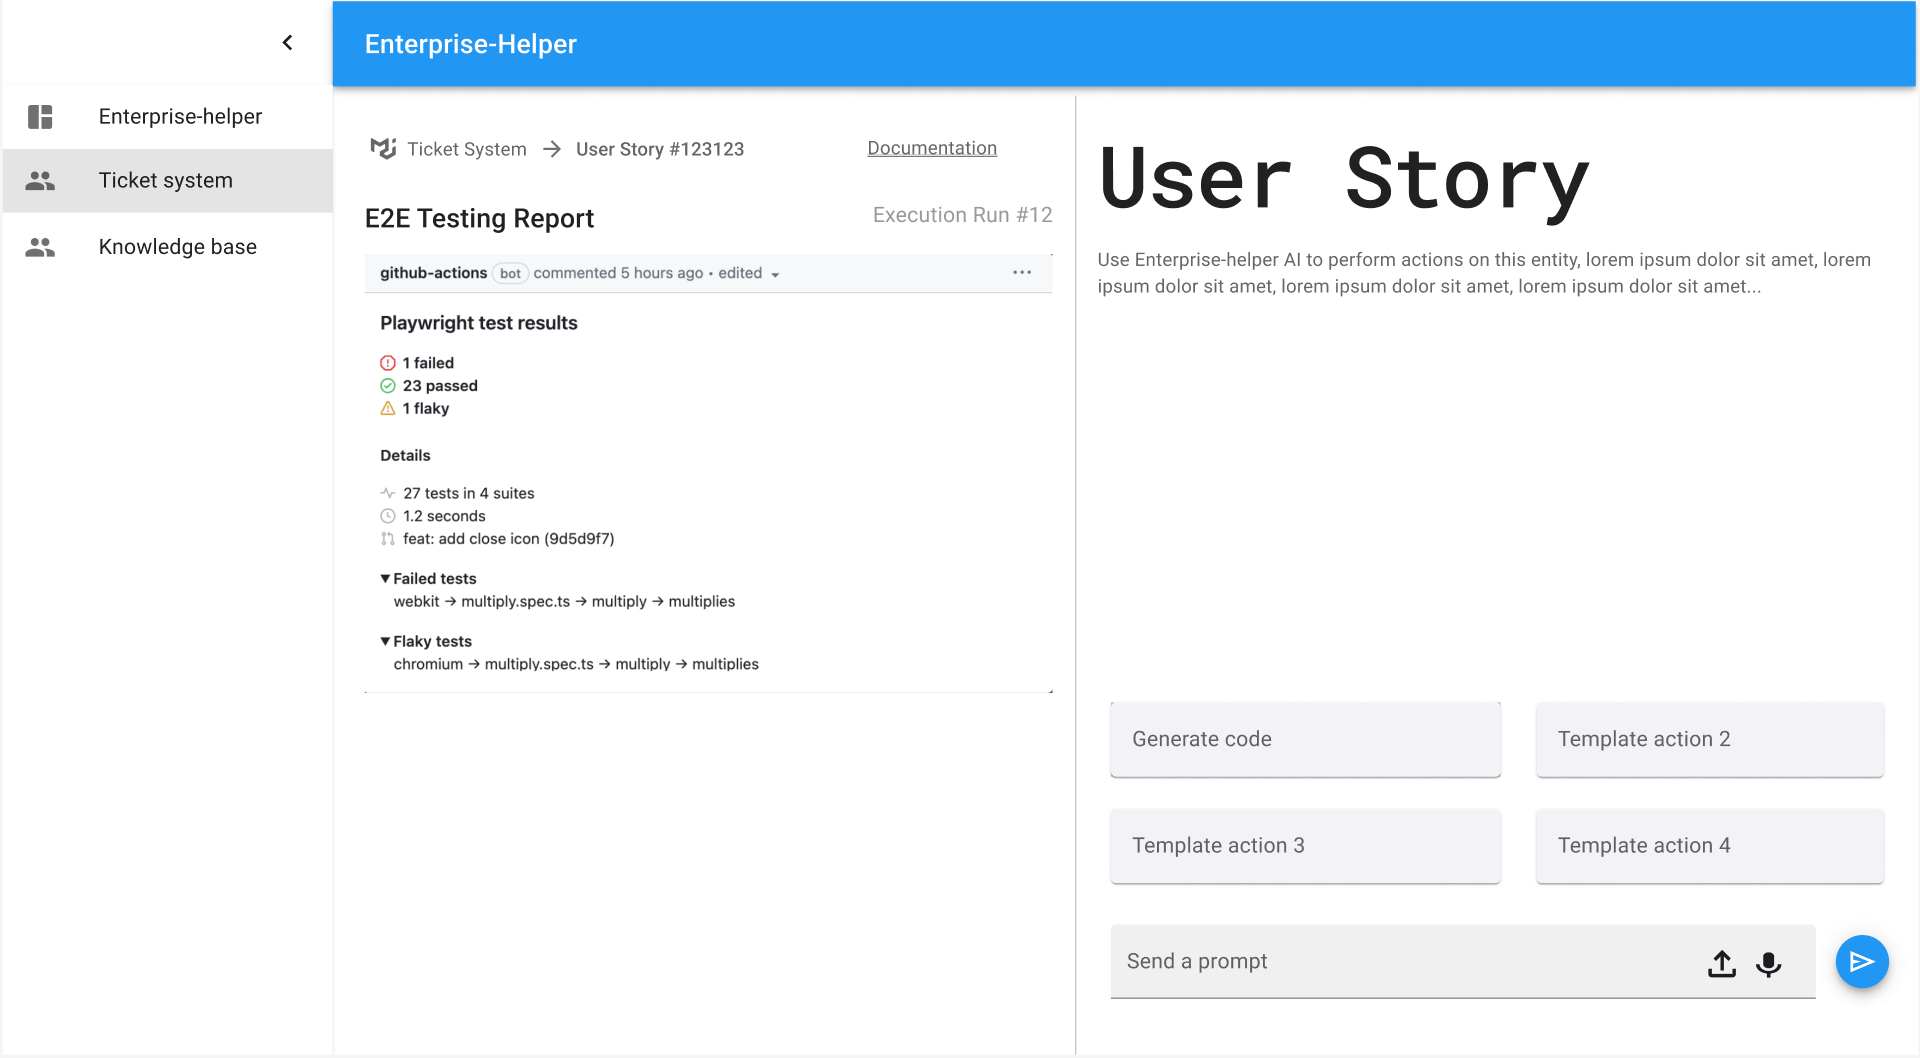 Enterprise-Helper
Enterprise-helper
Ticket system
Knowledge base
Ticket System → User Story #123123
Documentation
E2E Testing Report
Execution Run #12
github-actions bot commented 5 hours ago • edited
Playwright test results
1 failed
23 passed
1 flaky
Details
27 tests in 4 suites
1.2 seconds
feat: add close icon (9d5d9f7)
Failed tests
webkit → multiply.spec.ts → multiply → multiplies
Flaky tests
chromium → multiply.spec.ts → multiply → multiplies
User Story
Use Enterprise-helper AI to perform actions on this entity, lorem ipsum dolor sit amet, lorem
ipsum dolor sit amet, lorem ipsum dolor sit amet, lorem ipsum dolor sit amet...
Generate code
Template action 2
Template action 3
Template action 4
Send a prompt